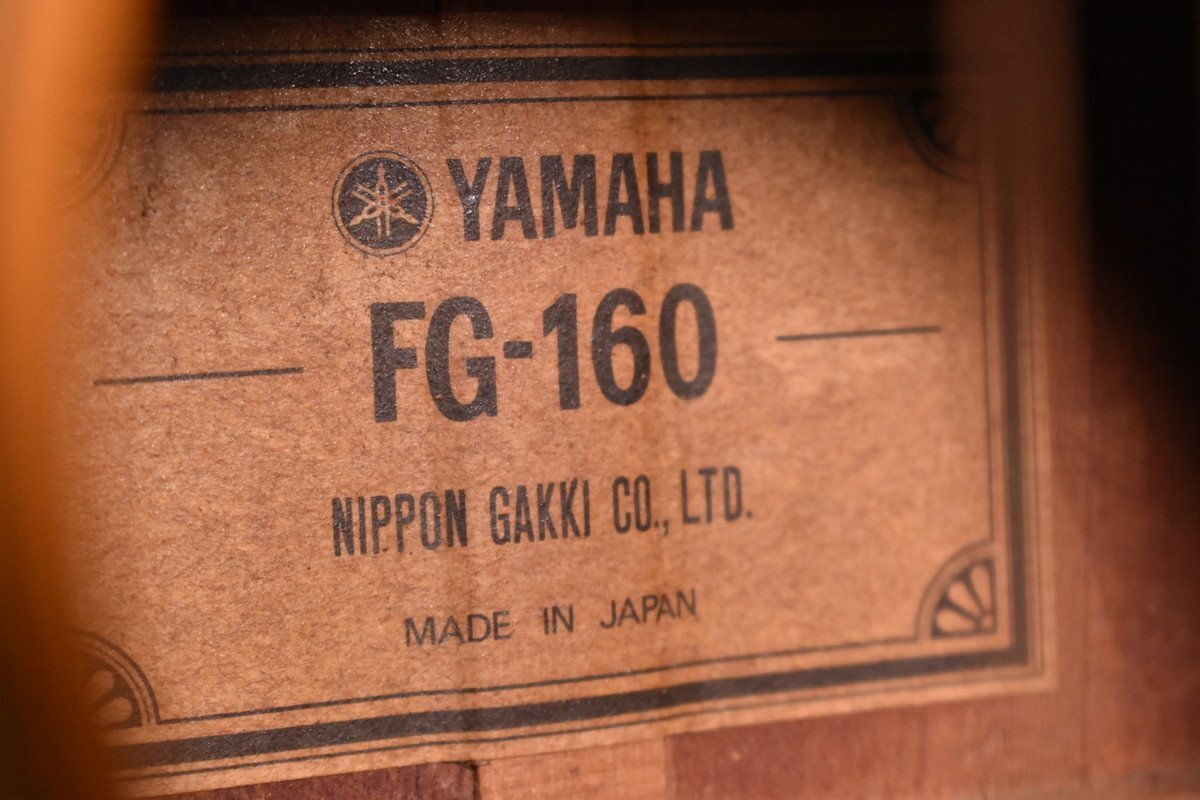 YAMAHA
FG-160
NIPPON GAKKI CO., LTD.
MADE IN JAPAN